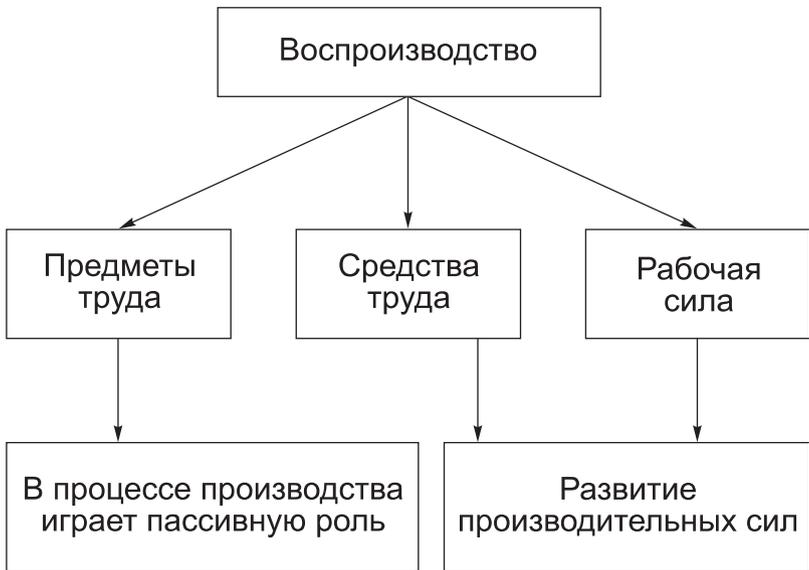 Воспроизводство
Предметы
труда
Средства
труда
Рабочая
сила
В процессе производства
играет пассивную роль
Развитие
производительных сил